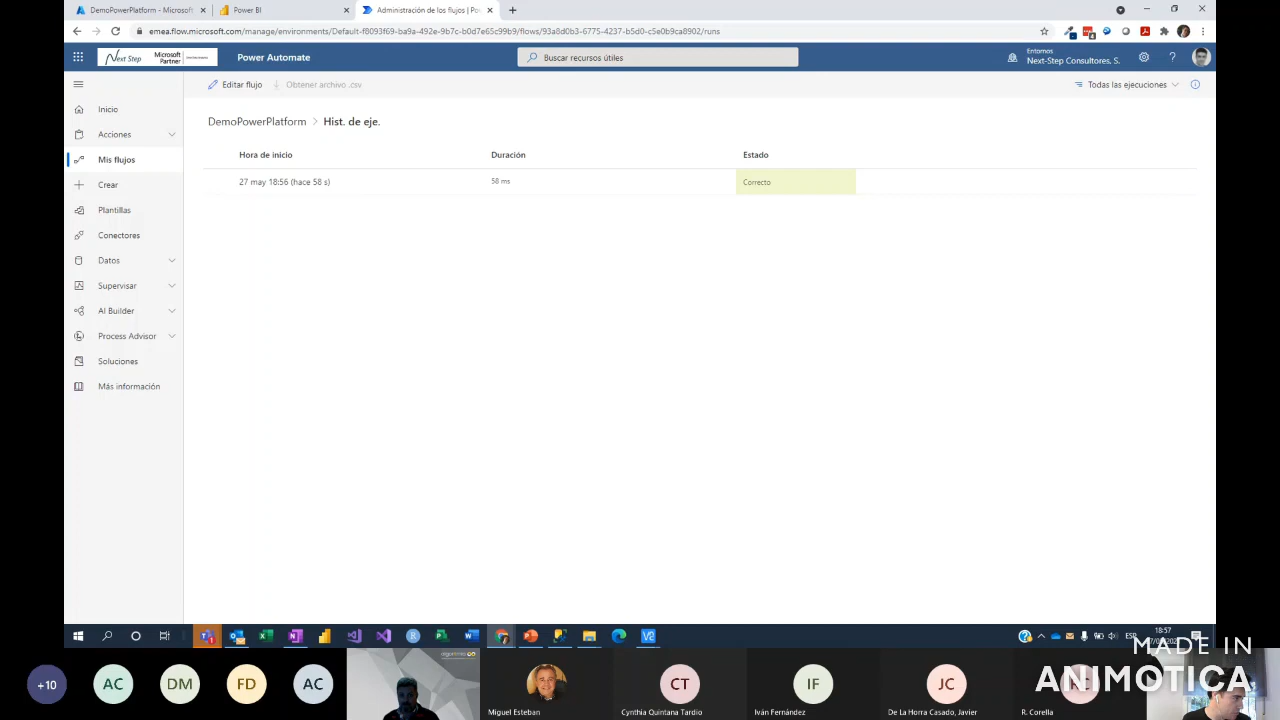 DemoPowerPlatform - Microsoft
Power BI
Administración de los flujos | Po
emea.flow.microsoft.com/manage/environments/Default-f8093f69-ba9a-492e-9b7c-b0d7e65c99b9/flows/93a8d0b3-6775-4237-b5d0-c5e0b9ca8902/runs
Next Step
Microsoft
Partner
Power Automate
Buscar recursos útiles
Entornos
Next-Step Consultores, S.
Editar flujo
Obtener archivo .csv
Todas las ejecuciones
Inicio
Acciones
Mis flujos
Crear
Plantillas
Conectores
Datos
Supervisar
AI Builder
Process Advisor
Soluciones
Más información
DemoPowerPlatform > Hist. de eje.
Hora de inicio
Duración
Estado
27 may 18:56 (hace 58 s)
58 ms
Correcto
ESP
18:57
MADE IN
ANIMOTICA
+10
AC
DM
FD
AC
Miguel Esteban
CT
Cynthia Quintana Tardio
IF
Iván Fernández
JC
De La Horra Casado, Javier
R. Corella